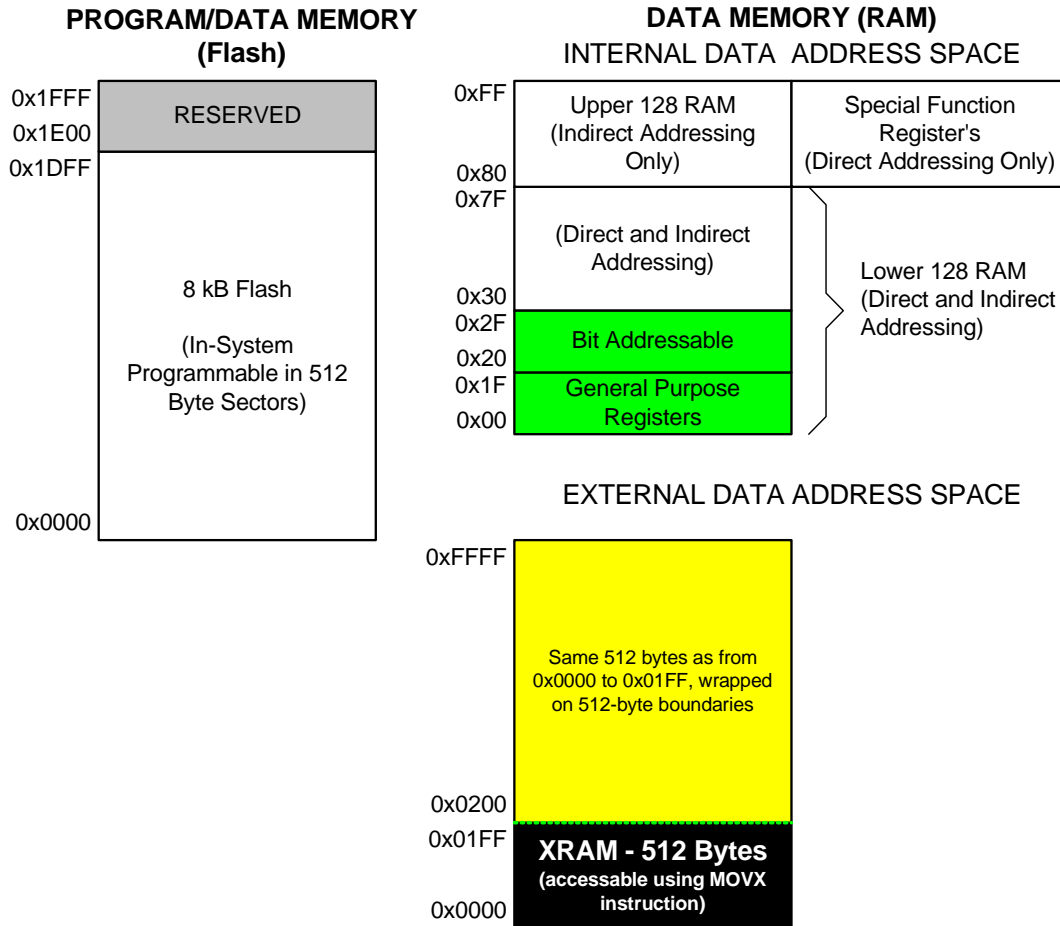 PROGRAM/DATA MEMORY
(Flash)
0x1FFF
RESERVED
0x1E00
0x1DFF
8 kB Flash
(In-System
Programmable in 512
Byte Sectors)
0x0000
DATA MEMORY (RAM)
INTERNAL DATA ADDRESS SPACE
0xFF
Upper 128 RAM
(Indirect Addressing
Only)
0x80
Special Function
Register's
(Direct Addressing Only)
0x7F
(Direct and Indirect
Addressing)
0x30
Lower 128 RAM
(Direct and Indirect
Addressing)
0x2F
Bit Addressable
0x20
0x1F
General Purpose
Registers
0x00
EXTERNAL DATA ADDRESS SPACE
0xFFFF
Same 512 bytes as from
0x0000 to 0x01FF, wrapped
on 512-byte boundaries
0x0200
0x01FF
XRAM - 512 Bytes
(accessable using MOVX
instruction)
0x0000